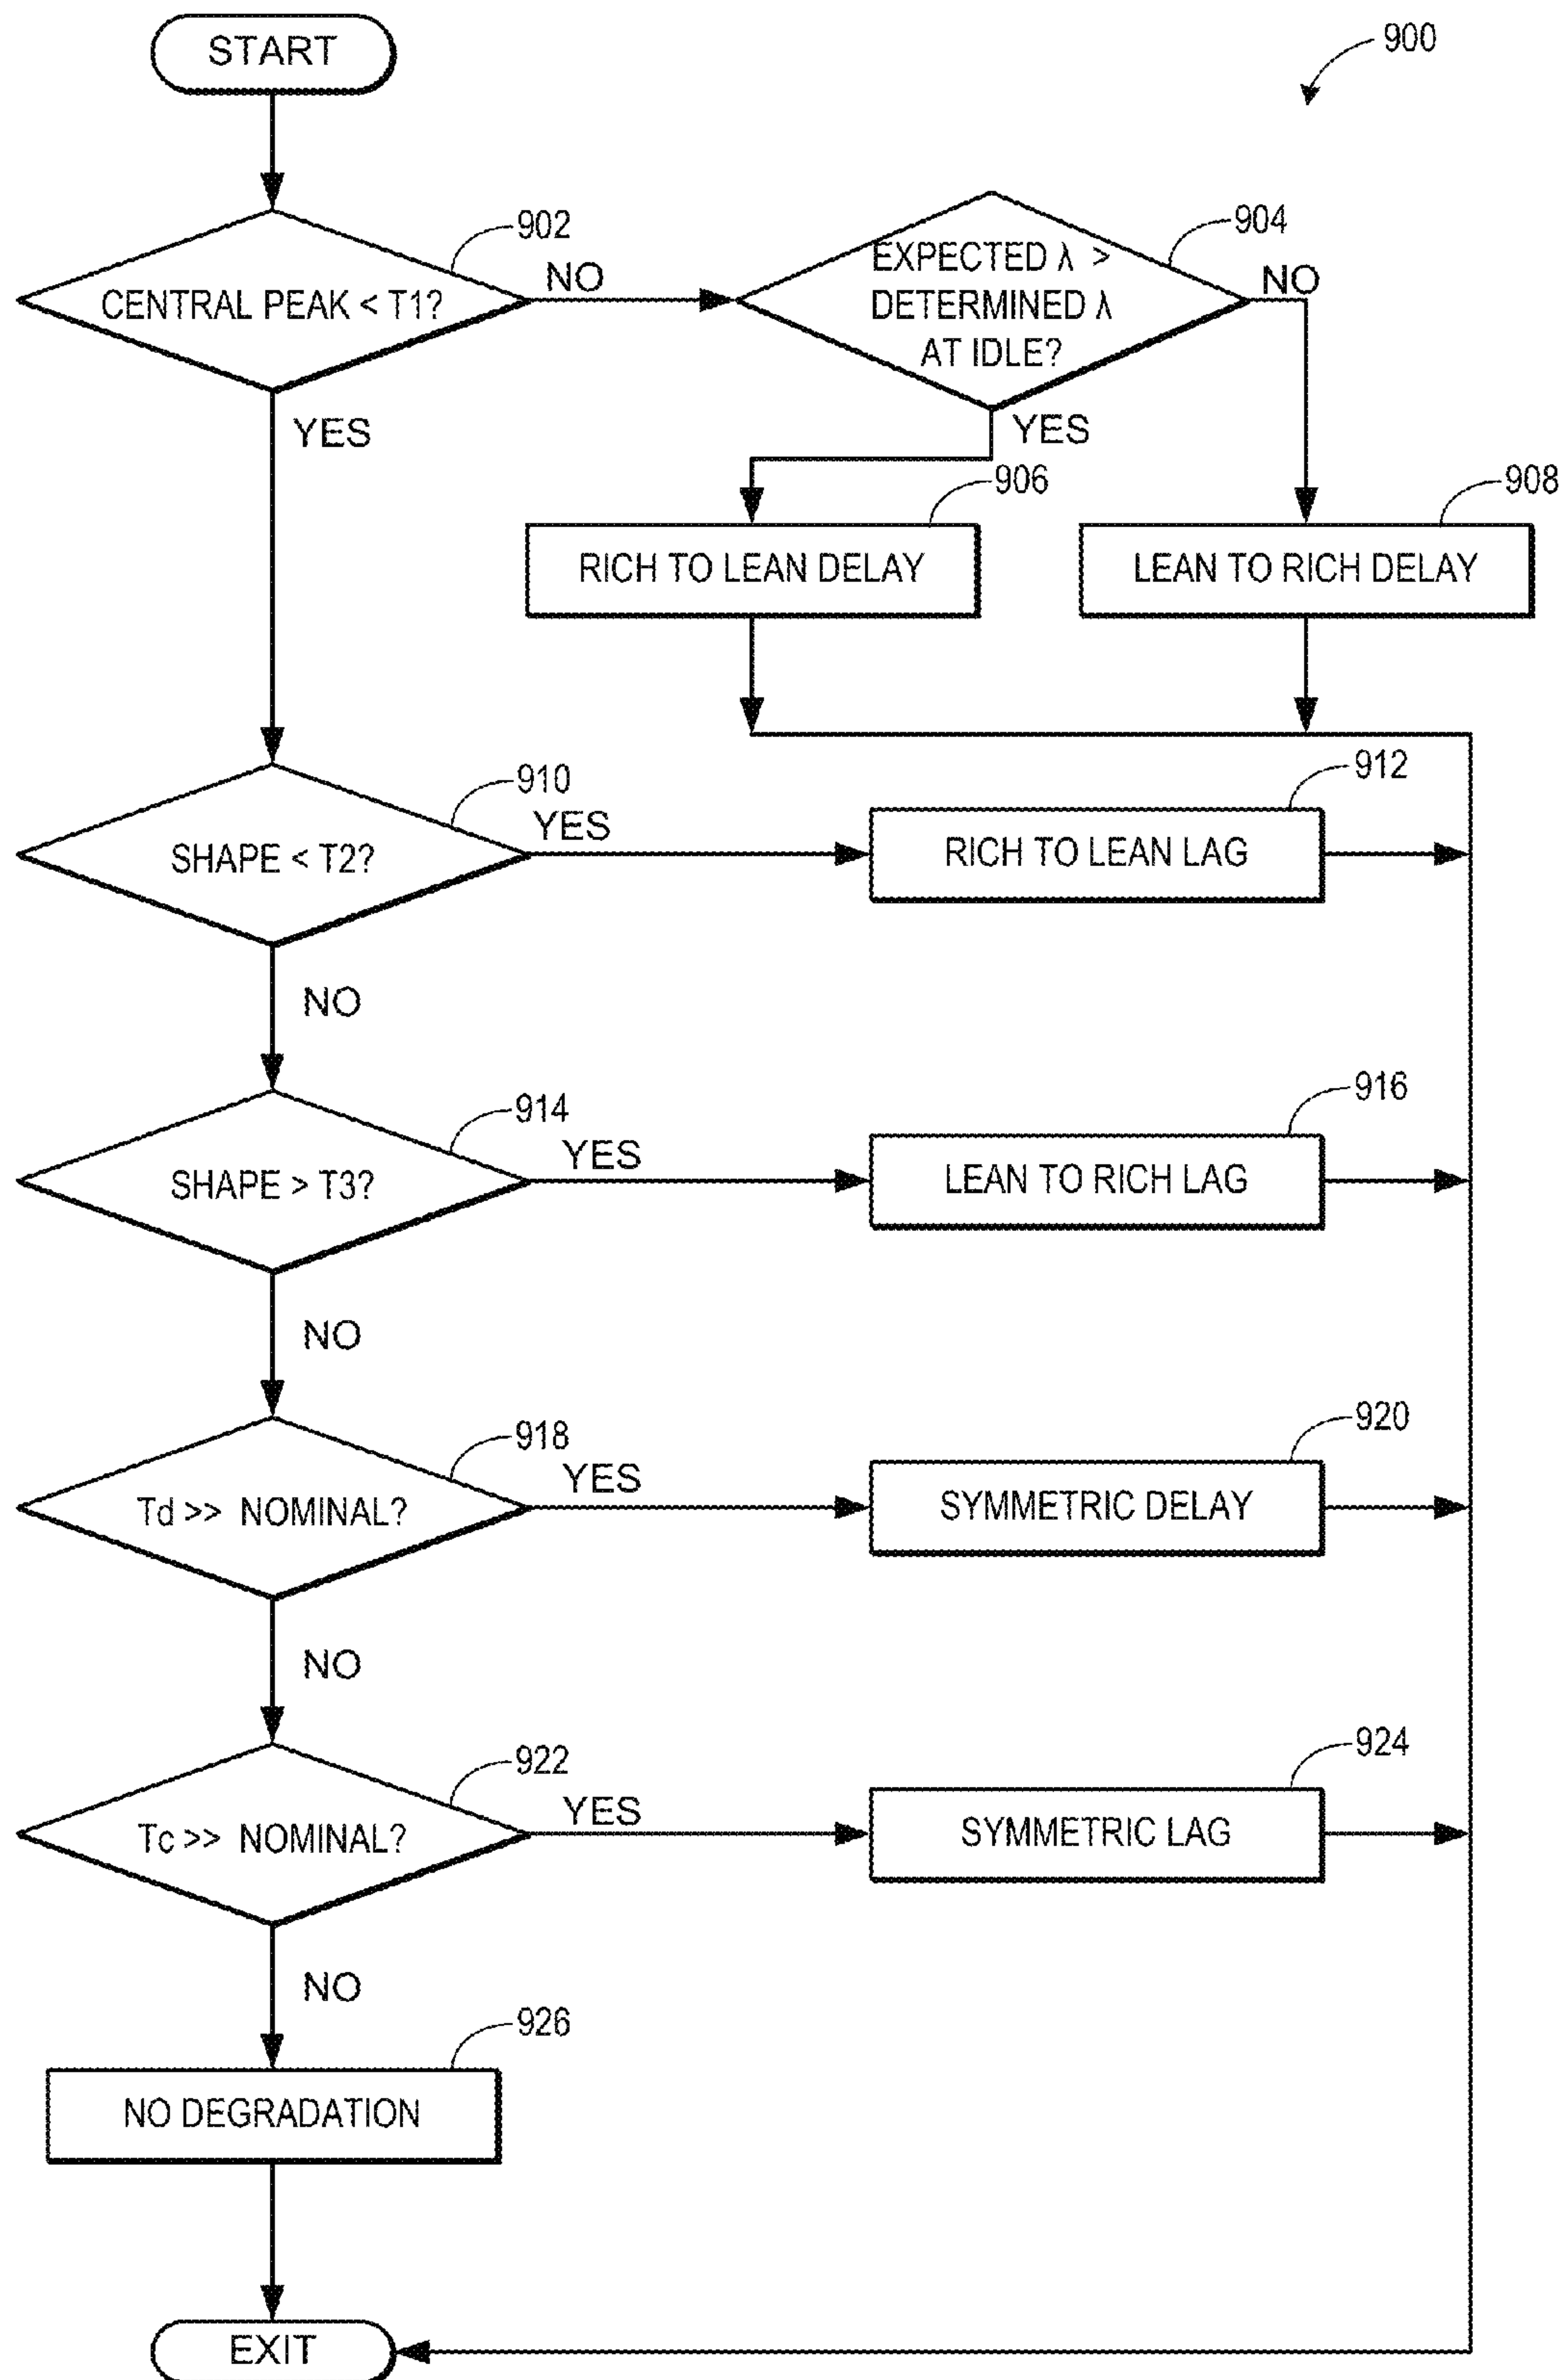 START
900
902
CENTRAL PEAK < T1?
NO
904
EXPECTED λ >
DETERMINED λ
AT IDLE?
NO
YES
YES
906
RICH TO LEAN DELAY
908
LEAN TO RICH DELAY
910
SHAPE < T2?
YES
912
RICH TO LEAN LAG
NO
914
SHAPE > T3?
YES
916
LEAN TO RICH LAG
NO
918
Td >> NOMINAL?
YES
920
SYMMETRIC DELAY
NO
922
Tc >> NOMINAL?
YES
924
SYMMETRIC LAG
NO
926
NO DEGRADATION
EXIT